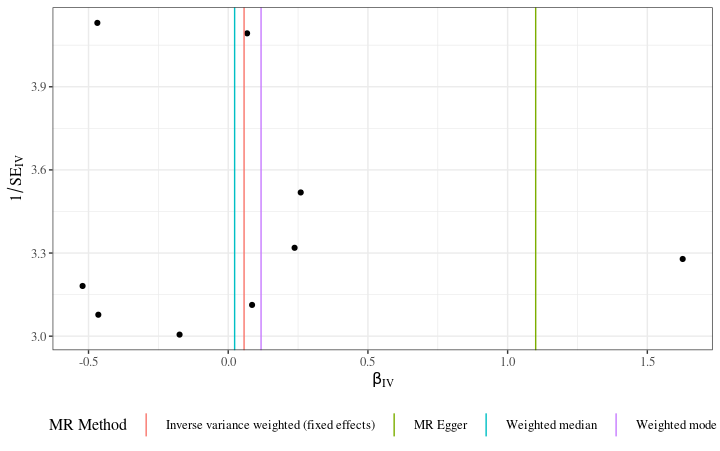 1/SE_IV
3.9
3.6
3.3
3.0
-0.5 0.0 0.5 1.0 1.5
β_IV
MR Method Inverse variance weighted (fixed effects) MR Egger Weighted median Weighted mode